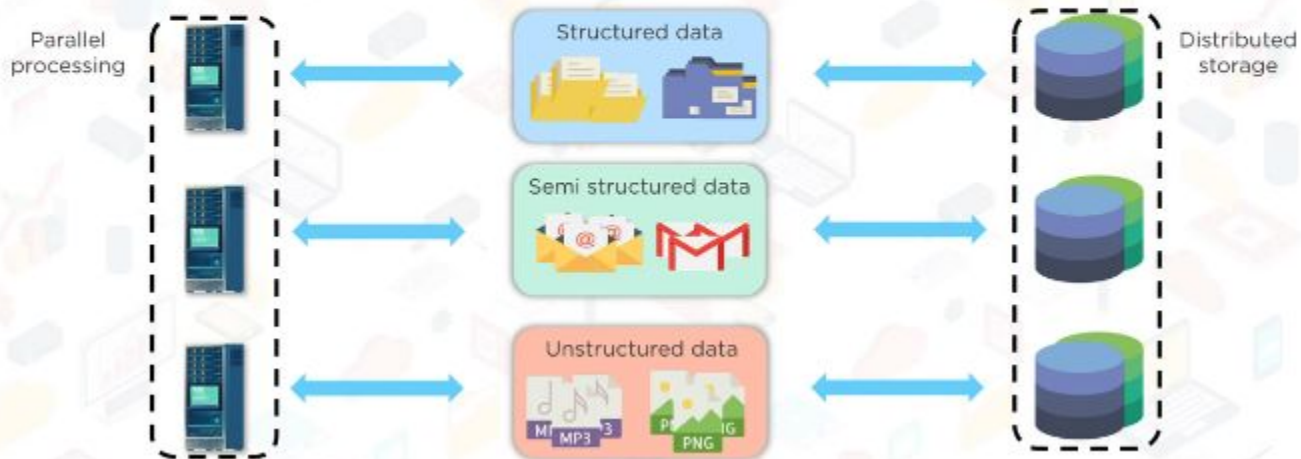 Parallel
processing
Structured data
Distributed
storage
Semi structured data
@
@
@
Unstructured data
MP3
PNG